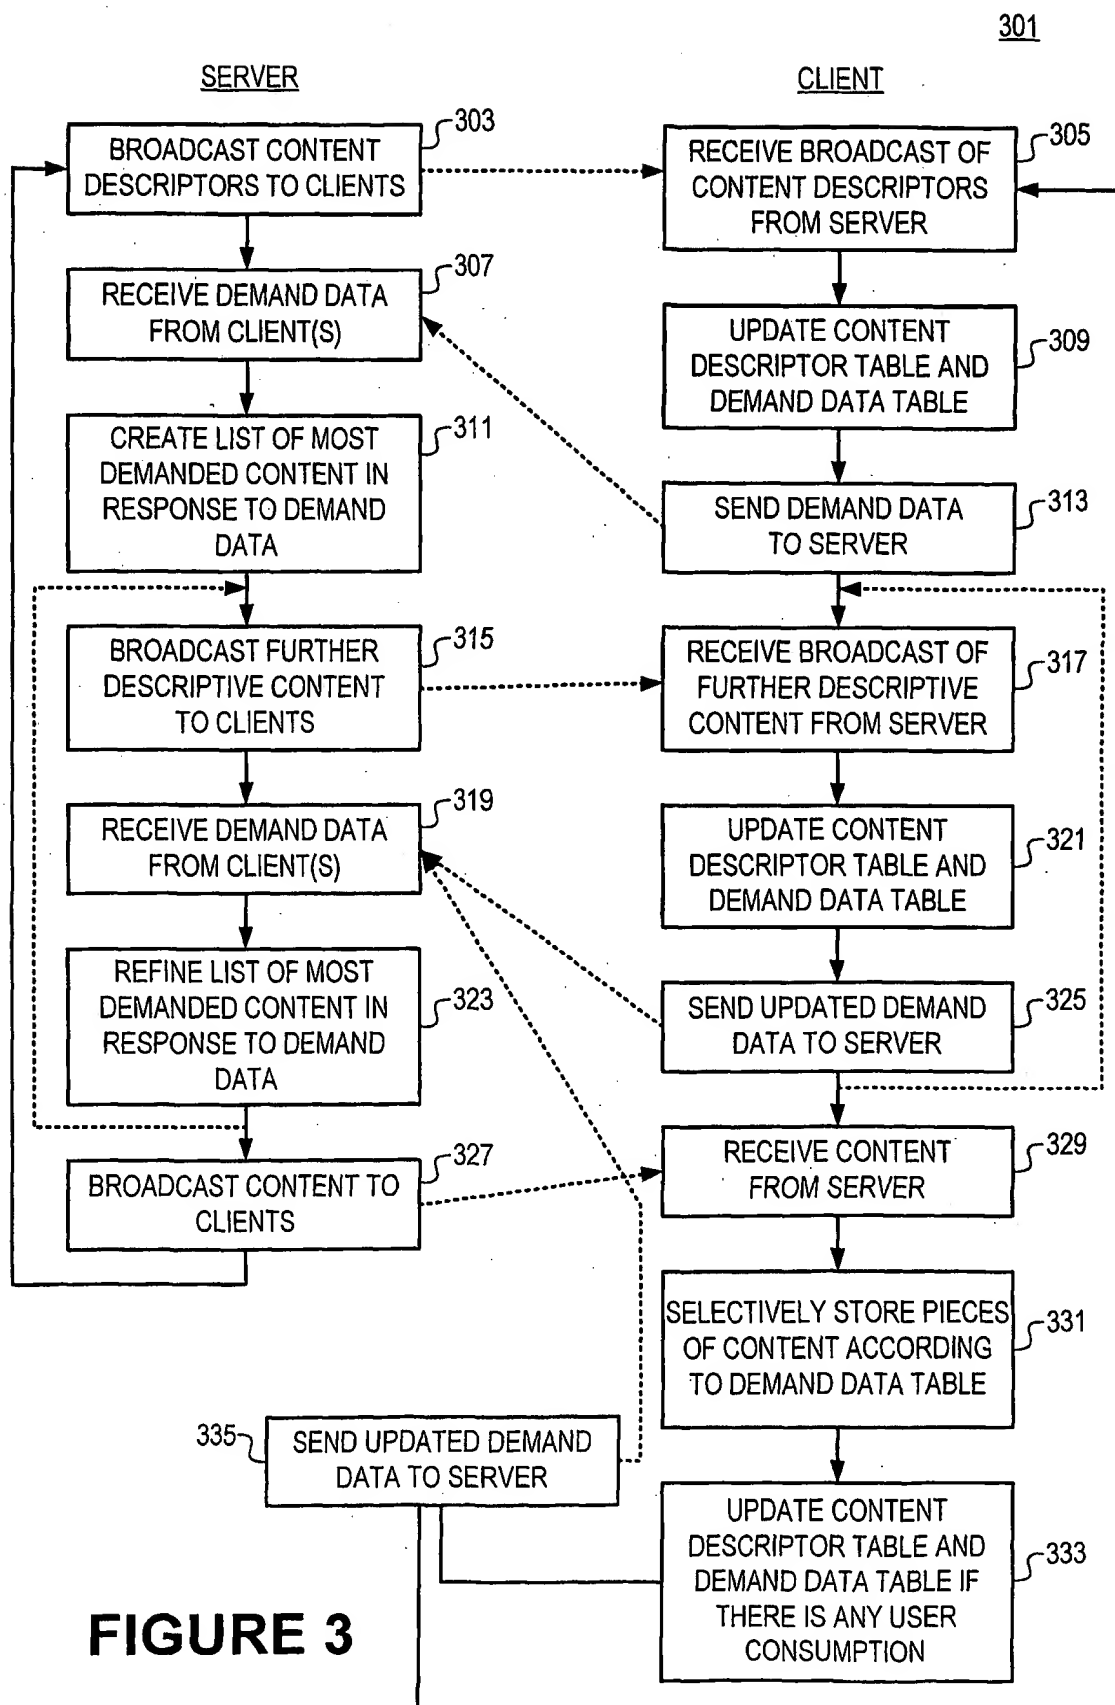 301
SERVER
CLIENT
BROADCAST CONTENT
DESCRIPTORS TO CLIENTS
303
RECEIVE BROADCAST OF
CONTENT DESCRIPTORS
FROM SERVER
305
RECEIVE DEMAND DATA
FROM CLIENT(S)
307
UPDATE CONTENT
DESCRIPTOR TABLE AND
DEMAND DATA TABLE
309
CREATE LIST OF MOST
DEMANDED CONTENT IN
RESPONSE TO DEMAND
DATA
311
SEND DEMAND DATA
TO SERVER
313
BROADCAST FURTHER
DESCRIPTIVE CONTENT
TO CLIENTS
315
RECEIVE BROADCAST OF
FURTHER DESCRIPTIVE
CONTENT FROM SERVER
317
RECEIVE DEMAND DATA
FROM CLIENT(S)
319
UPDATE CONTENT
DESCRIPTOR TABLE AND
DEMAND DATA TABLE
321
REFINE LIST OF MOST
DEMANDED CONTENT IN
RESPONSE TO DEMAND
DATA
323
SEND UPDATED DEMAND
DATA TO SERVER
325
BROADCAST CONTENT TO
CLIENTS
327
RECEIVE CONTENT
FROM SERVER
329
SELECTIVELY STORE PIECES
OF CONTENT ACCORDING
TO DEMAND DATA TABLE
331
335
SEND UPDATED DEMAND
DATA TO SERVER
UPDATE CONTENT
DESCRIPTOR TABLE AND
DEMAND DATA TABLE IF
THERE IS ANY USER
CONSUMPTION
333
FIGURE 3